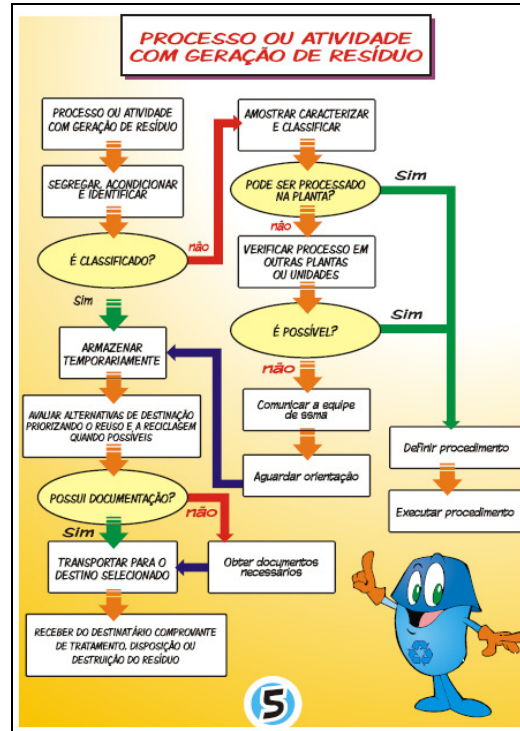 PROCESSO OU ATIVIDADE
COM GERAÇÃO DE RESÍDUO
PROCESSO OU ATIVIDADE
COM GERAÇÃO DE RESÍDUO
SEGREGAR, ACONDICIONAR
E IDENTIFICAR
É CLASSIFICADO?
não
Sim
ARMAZENAR
TEMPORARIAMENTE
AVALIAR ALTERNATIVAS DE DESTINAÇÃO
PRIORIZANDO O REUSO E, A RECICLAGEM
QUANDO POSSÍVEIS
POSSUI DOCUMENTAÇÃO?
não
Sim
TRANSPORTAR PARA O
DESTINO SELECIONADO
Obter documentos
necessários
RECEBER DO DESTINATÁRIO COMPROVANTE
DE TRATAMENTO, DISPOSIÇÃO OU
DESTRUIÇÃO DO RESÍDUO
AMOSTRAR CARACTERIZAR
E CLASSIFICAR
PODE SER PROCESSADO
NA PLANTA?
Sim
não
VERIFICAR PROCESSO EM
OUTRAS PLANTAS
OU UNIDADES
É POSSÍVEL?
Sim
não
Comunicar a equipe
de ssma
Aguardar orientação
Definir procedimento
Executar procedimento
5